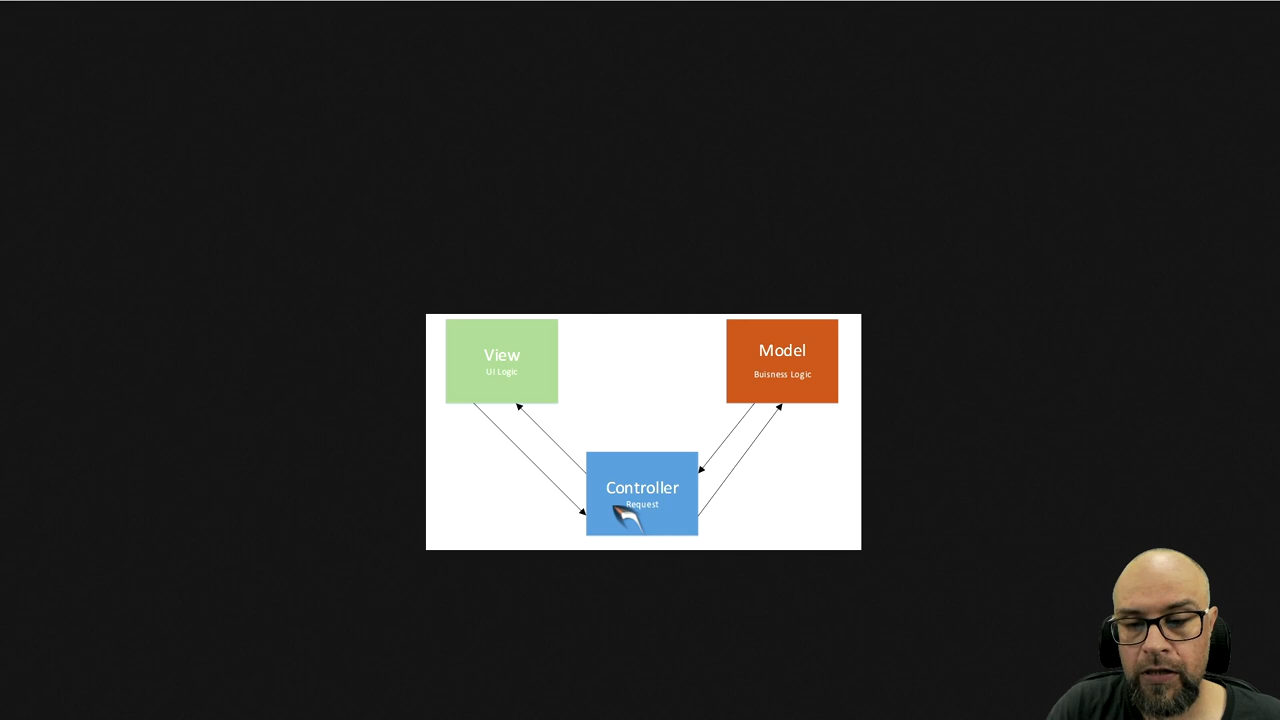 View
UI Logic
Model
Buisness Logic
Controller
Request